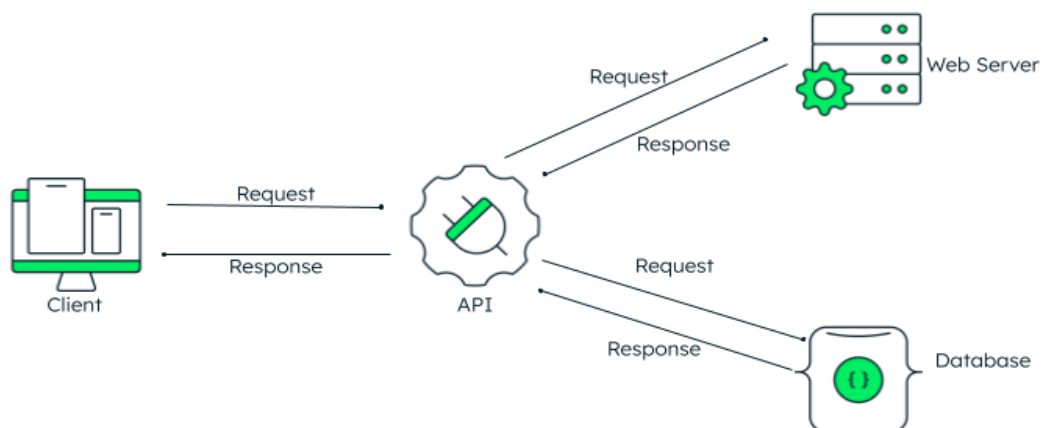 Request
Web Server
Response
Request
Response
Client
API
Request
Response
Database
{ }